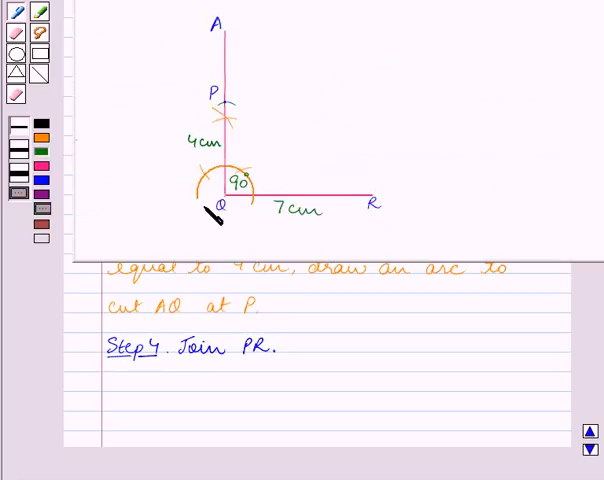 A
P
4cm
90°
Q
7cm
R
equal to 4 cm, draw an arc to
cut AQ at P.
Step 4. Join PR.